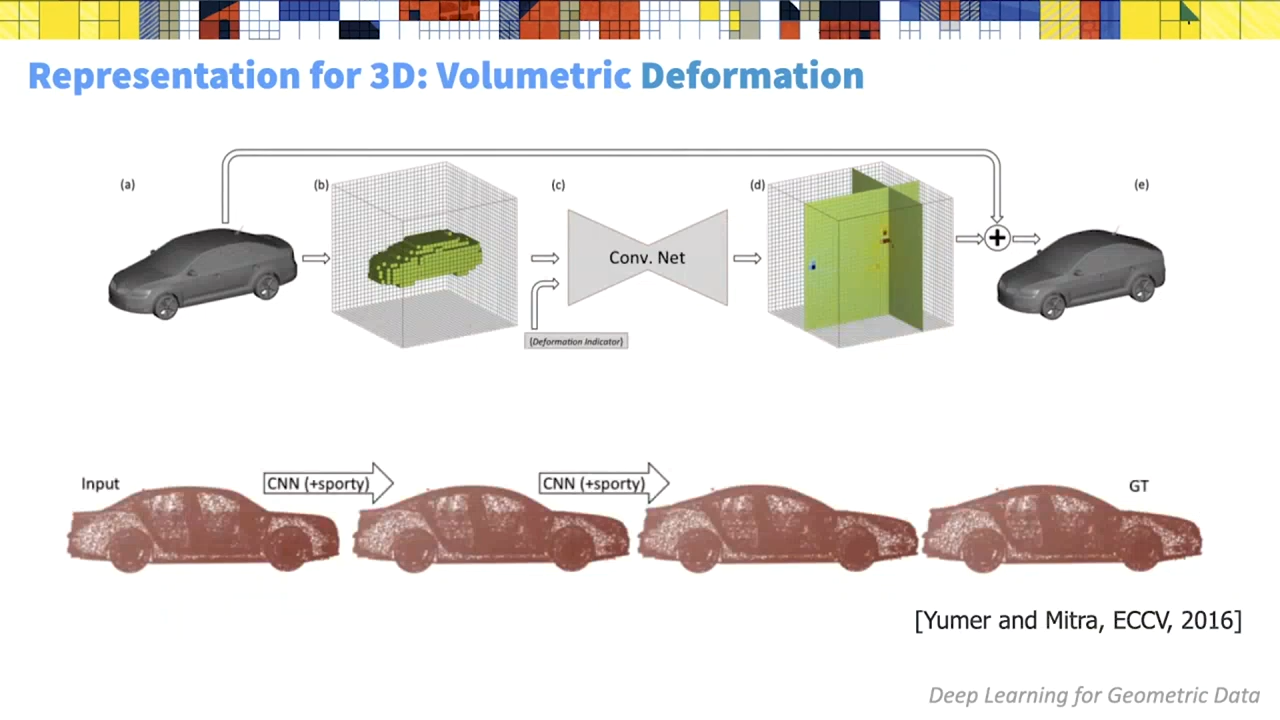 Representation for 3D: Volumetric Deformation
(a)
(b)
(c)
(d)
(e)
Conv. Net
{Deformation Indicator}
Input
CNN (+sporty)
CNN (+sporty)
GT
[Yumer and Mitra, ECCV, 2016]
Deep Learning for Geometric Data